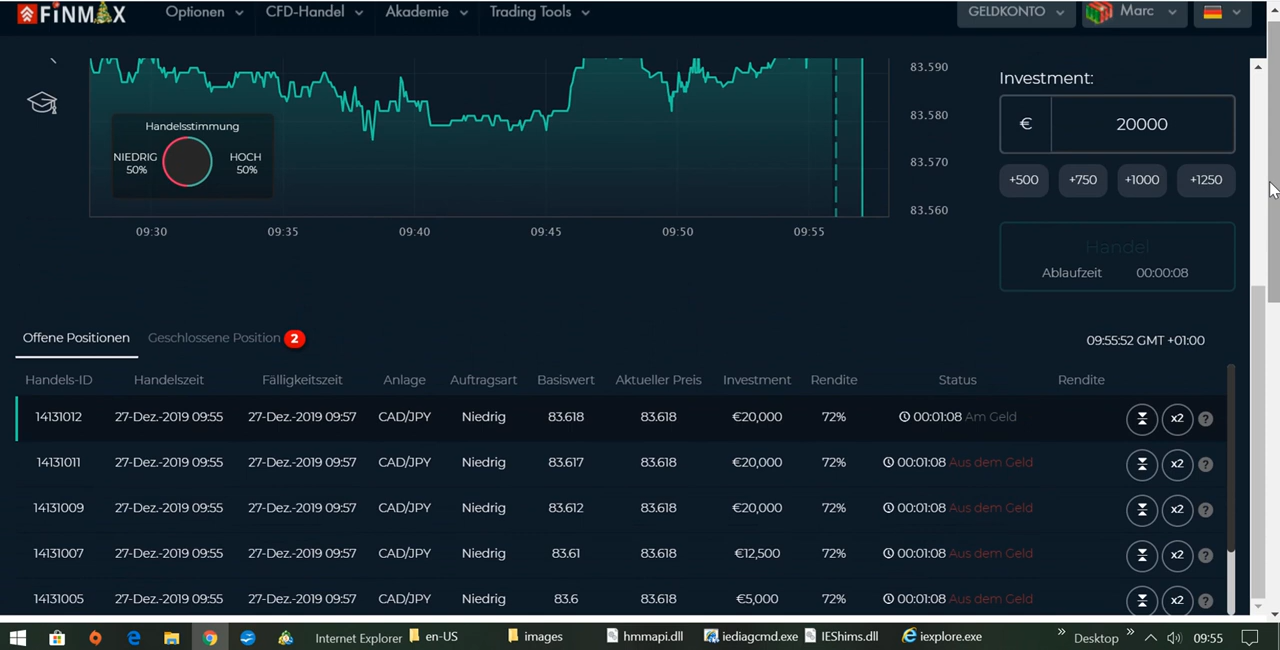 FiNMAX Optionen CFD-Handel Akademie Trading Tools GELDKONTO Marc
83.590
Investment:
83.580
€ 20000
Handelsstimmung
NIEDRIG 50% HOCH 50%
83.570
+500 +750 +1000 +1250
83.560
09:30 09:35 09:40 09:45 09:50 09:55
Handel
Ablaufzeit 00:00:08
Offene Positionen Geschlossene Position 2 09:55:52 GMT +01:00
Handels-ID Handelszeit Fälligkeitszeit Anlage Auftragsart Basiswert Aktueller Preis Investment Rendite Status Rendite
14131012 27-Dez.-2019 09:55 27-Dez.-2019 09:57 CAD/JPY Niedrig 83.618 83.618 €20,000 72% 00:01:08 Am Geld x2 ?
14131011 27-Dez.-2019 09:55 27-Dez.-2019 09:57 CAD/JPY Niedrig 83.617 83.618 €20,000 72% 00:01:08 Aus dem Geld x2 ?
14131009 27-Dez.-2019 09:55 27-Dez.-2019 09:57 CAD/JPY Niedrig 83.612 83.618 €20,000 72% 00:01:08 Aus dem Geld x2 ?
14131007 27-Dez.-2019 09:55 27-Dez.-2019 09:57 CAD/JPY Niedrig 83.61 83.618 €12,500 72% 00:01:08 Aus dem Geld x2 ?
14131005 27-Dez.-2019 09:55 27-Dez.-2019 09:57 CAD/JPY Niedrig 83.6 83.618 €5,000 72% 00:01:08 Aus dem Geld x2 ?
Internet Explorer en-US images hmmapi.dll iediagcmd.exe IEShims.dll iexplore.exe » Desktop » 09:55